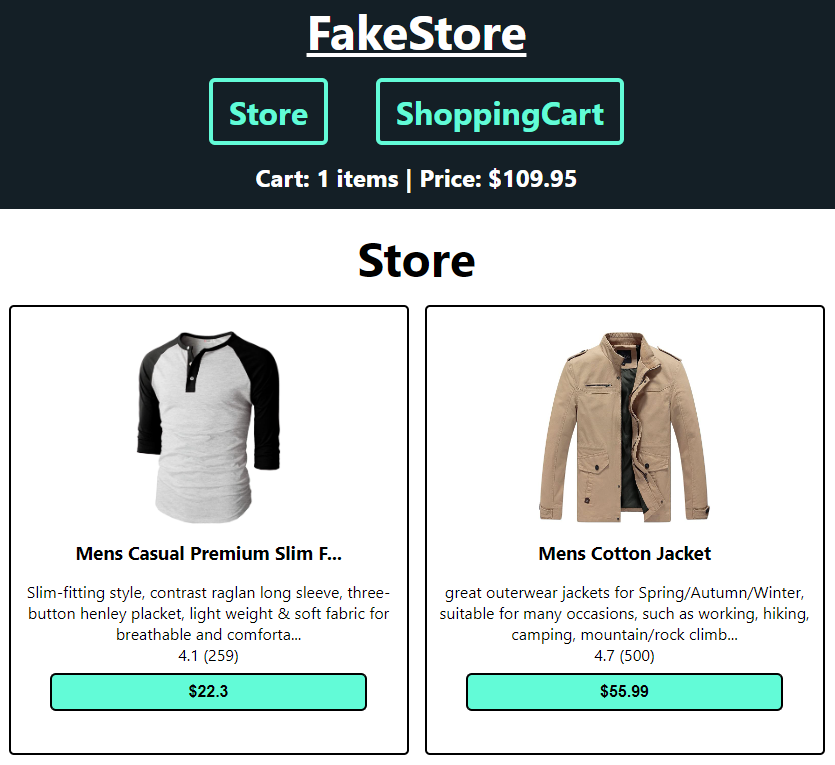 FakeStore
Store
ShoppingCart
Cart: 1 items | Price: $109.95
Store
Mens Casual Premium Slim F...
Slim-fitting style, contrast raglan long sleeve, three-
button henley placket, light weight & soft fabric for
breathable and comforta...
4.1 (259)
$22.3
Mens Cotton Jacket
great outerwear jackets for Spring/Autumn/Winter,
suitable for many occasions, such as working, hiking,
camping, mountain/rock climb...
4.7 (500)
$55.99